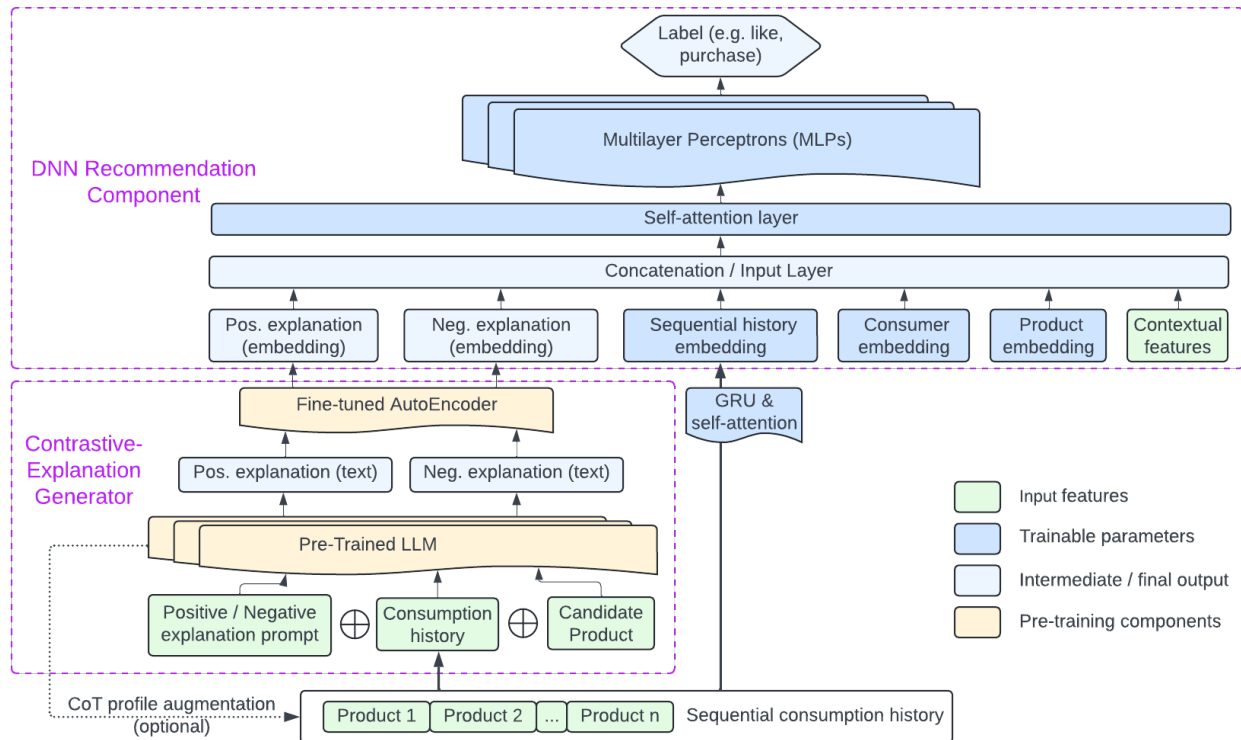 Label (e.g. like,
purchase)
Multilayer Perceptrons (MLPs)
DNN Recommendation
Component
Self-attention layer
Concatenation / Input Layer
Pos. explanation
(embedding)
Neg. explanation
(embedding)
Sequential history
embedding
Consumer
embedding
Product
embedding
Contextual
features
Fine-tuned AutoEncoder
GRU &
self-attention
Contrastive-
Explanation
Generator
Pos. explanation (text)
Neg. explanation (text)
Pre-Trained LLM
Positive / Negative
explanation prompt
Consumption
history
Candidate
Product
Input features
Trainable parameters
Intermediate / final output
Pre-training components
CoT profile augmentation
(optional)
Product 1
Product 2
...
Product n
Sequential consumption history